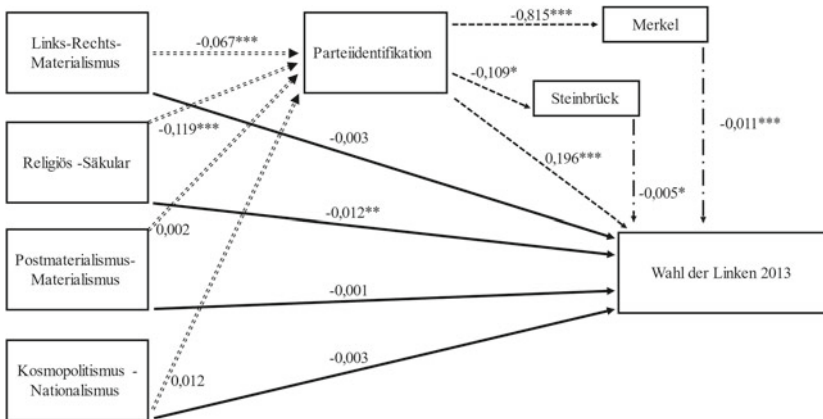 Links-Rechts-
Materialismus
-0,067***
Parteiidentifikation
-0,815***
Merkel
-0,109*
Steinbrück
-0,119***
Religiös -Säkular
-0,003
0,196***
-0,011***
-0,005*
-0,012**
0,002
Postmaterialismus-
Materialismus
-0,001
Wahl der Linken 2013
Kosmopolitismus -
Nationalismus
-0,003
0,012